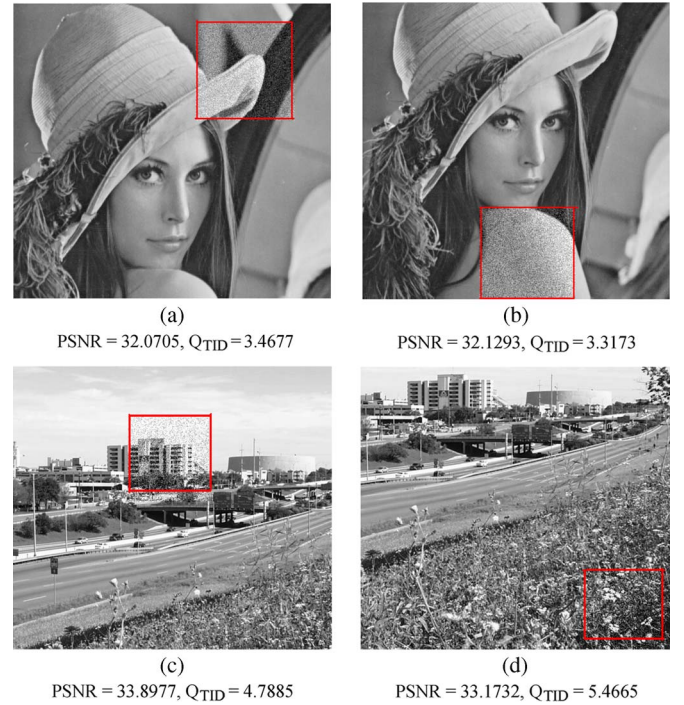 (a)
PSNR = 32.0705, QTID = 3.4677
(b)
PSNR = 32.1293, QTID = 3.3173
(c)
PSNR = 33.8977, QTID = 4.7885
(d)
PSNR = 33.1732, QTID = 5.4665